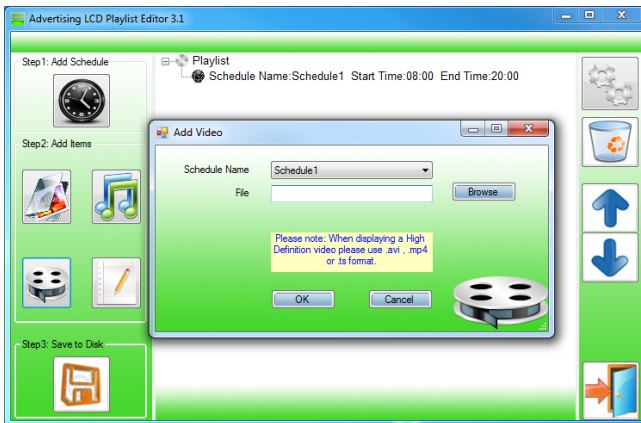 Advertising LCD Playlist Editor 3.1
Step1: Add Schedule
Playlist
Schedule Name:Schedule1 Start Time:08:00 End Time:20:00
Step2: Add Items
Add Video
Schedule Name
Schedule1
File
Browse
Please note: When displaying a High
Definition video please use .avi , .mp4
or .ts format.
OK
Cancel
Step3: Save to Disk